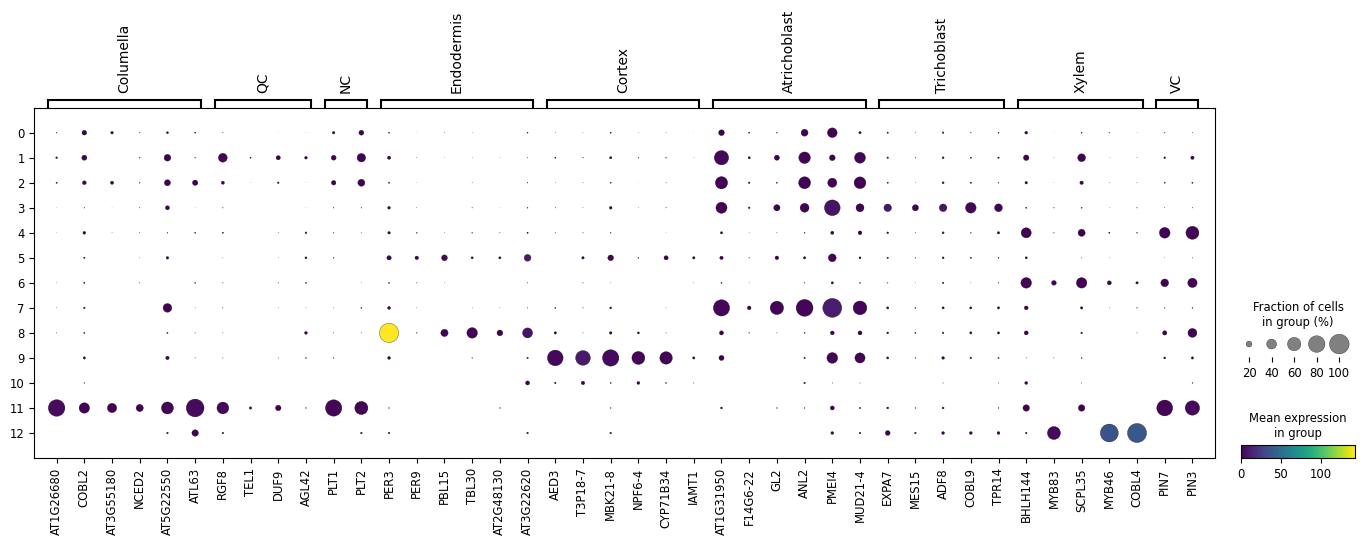 Columella
QC
NC
Endodermis
Cortex
Atrichoblast
Trichoblast
Xylem
VC
0
1
2
3
4
5
6
7
8
9
10
11
12
AT1G26680
COBL2
AT3G55180
NCED2
AT5G22550
ATL63
RGF8
TEL1
DUF9
AGL42
PLT1
PLT2
PER3
PER9
PBL15
TBL30
AT2G48130
AT3G22620
AED3
T3P18-7
MBK21-8
NPF6-4
CYP71B34
IAMT1
AT1G31950
F14G6-22
GL2
ANL2
PMEI4
MUD21-4
EXPA7
MES15
ADF8
COBL9
TPR14
BHLH144
MYB83
SCPL35
MYB46
COBL4
PIN7
PIN3
Fraction of cells
in group (%)
20 40 60 80 100
Mean expression
in group
0 50 100